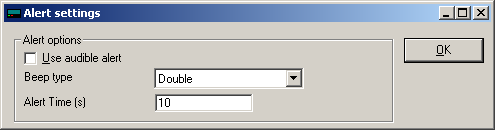 Alert settings
Alert options
Use audible alert
OK
Beep type
Double
Alert Time (s)
10